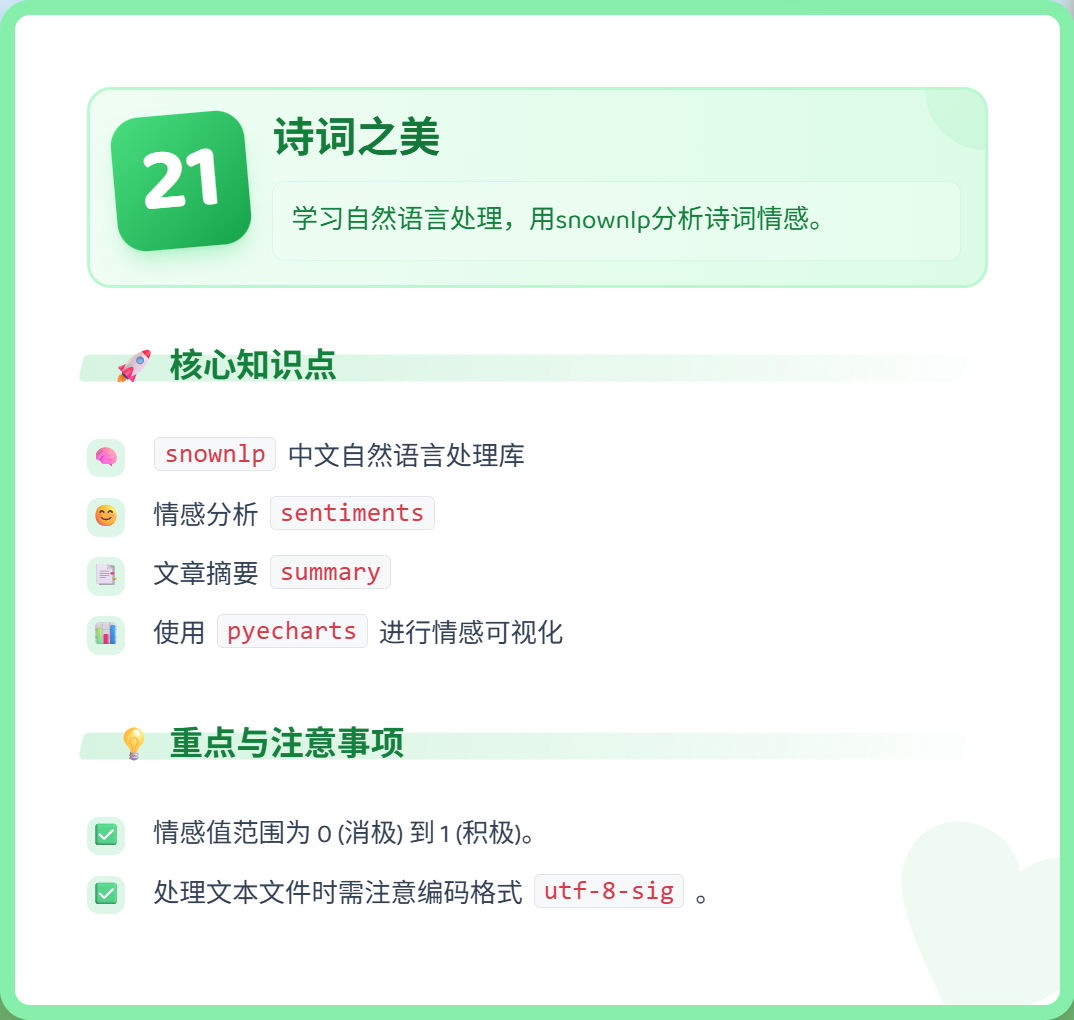 21
诗词之美
学习自然语言处理，用snownlp分析诗词情感。
核心知识点
snownlp 中文自然语言处理库
情感分析 sentiments
文章摘要 summary
使用 pyecharts 进行情感可视化
重点与注意事项
情感值范围为 0 (消极) 到 1 (积极)。
处理文本文件时需注意编码格式 utf-8-sig 。